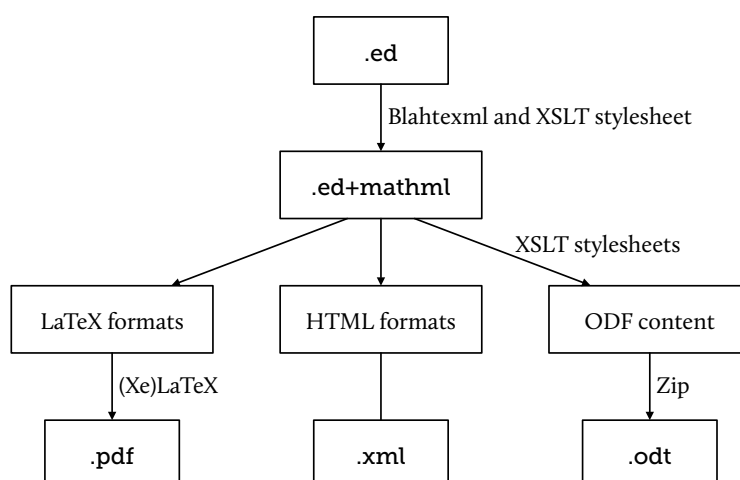 .ed
Blahtexml and XSLT stylesheet
.ed+mathml
XSLT stylesheets
LaTeX formats
HTML formats
ODF content
(Xe)LaTeX
Zip
.pdf
.xml
.odt